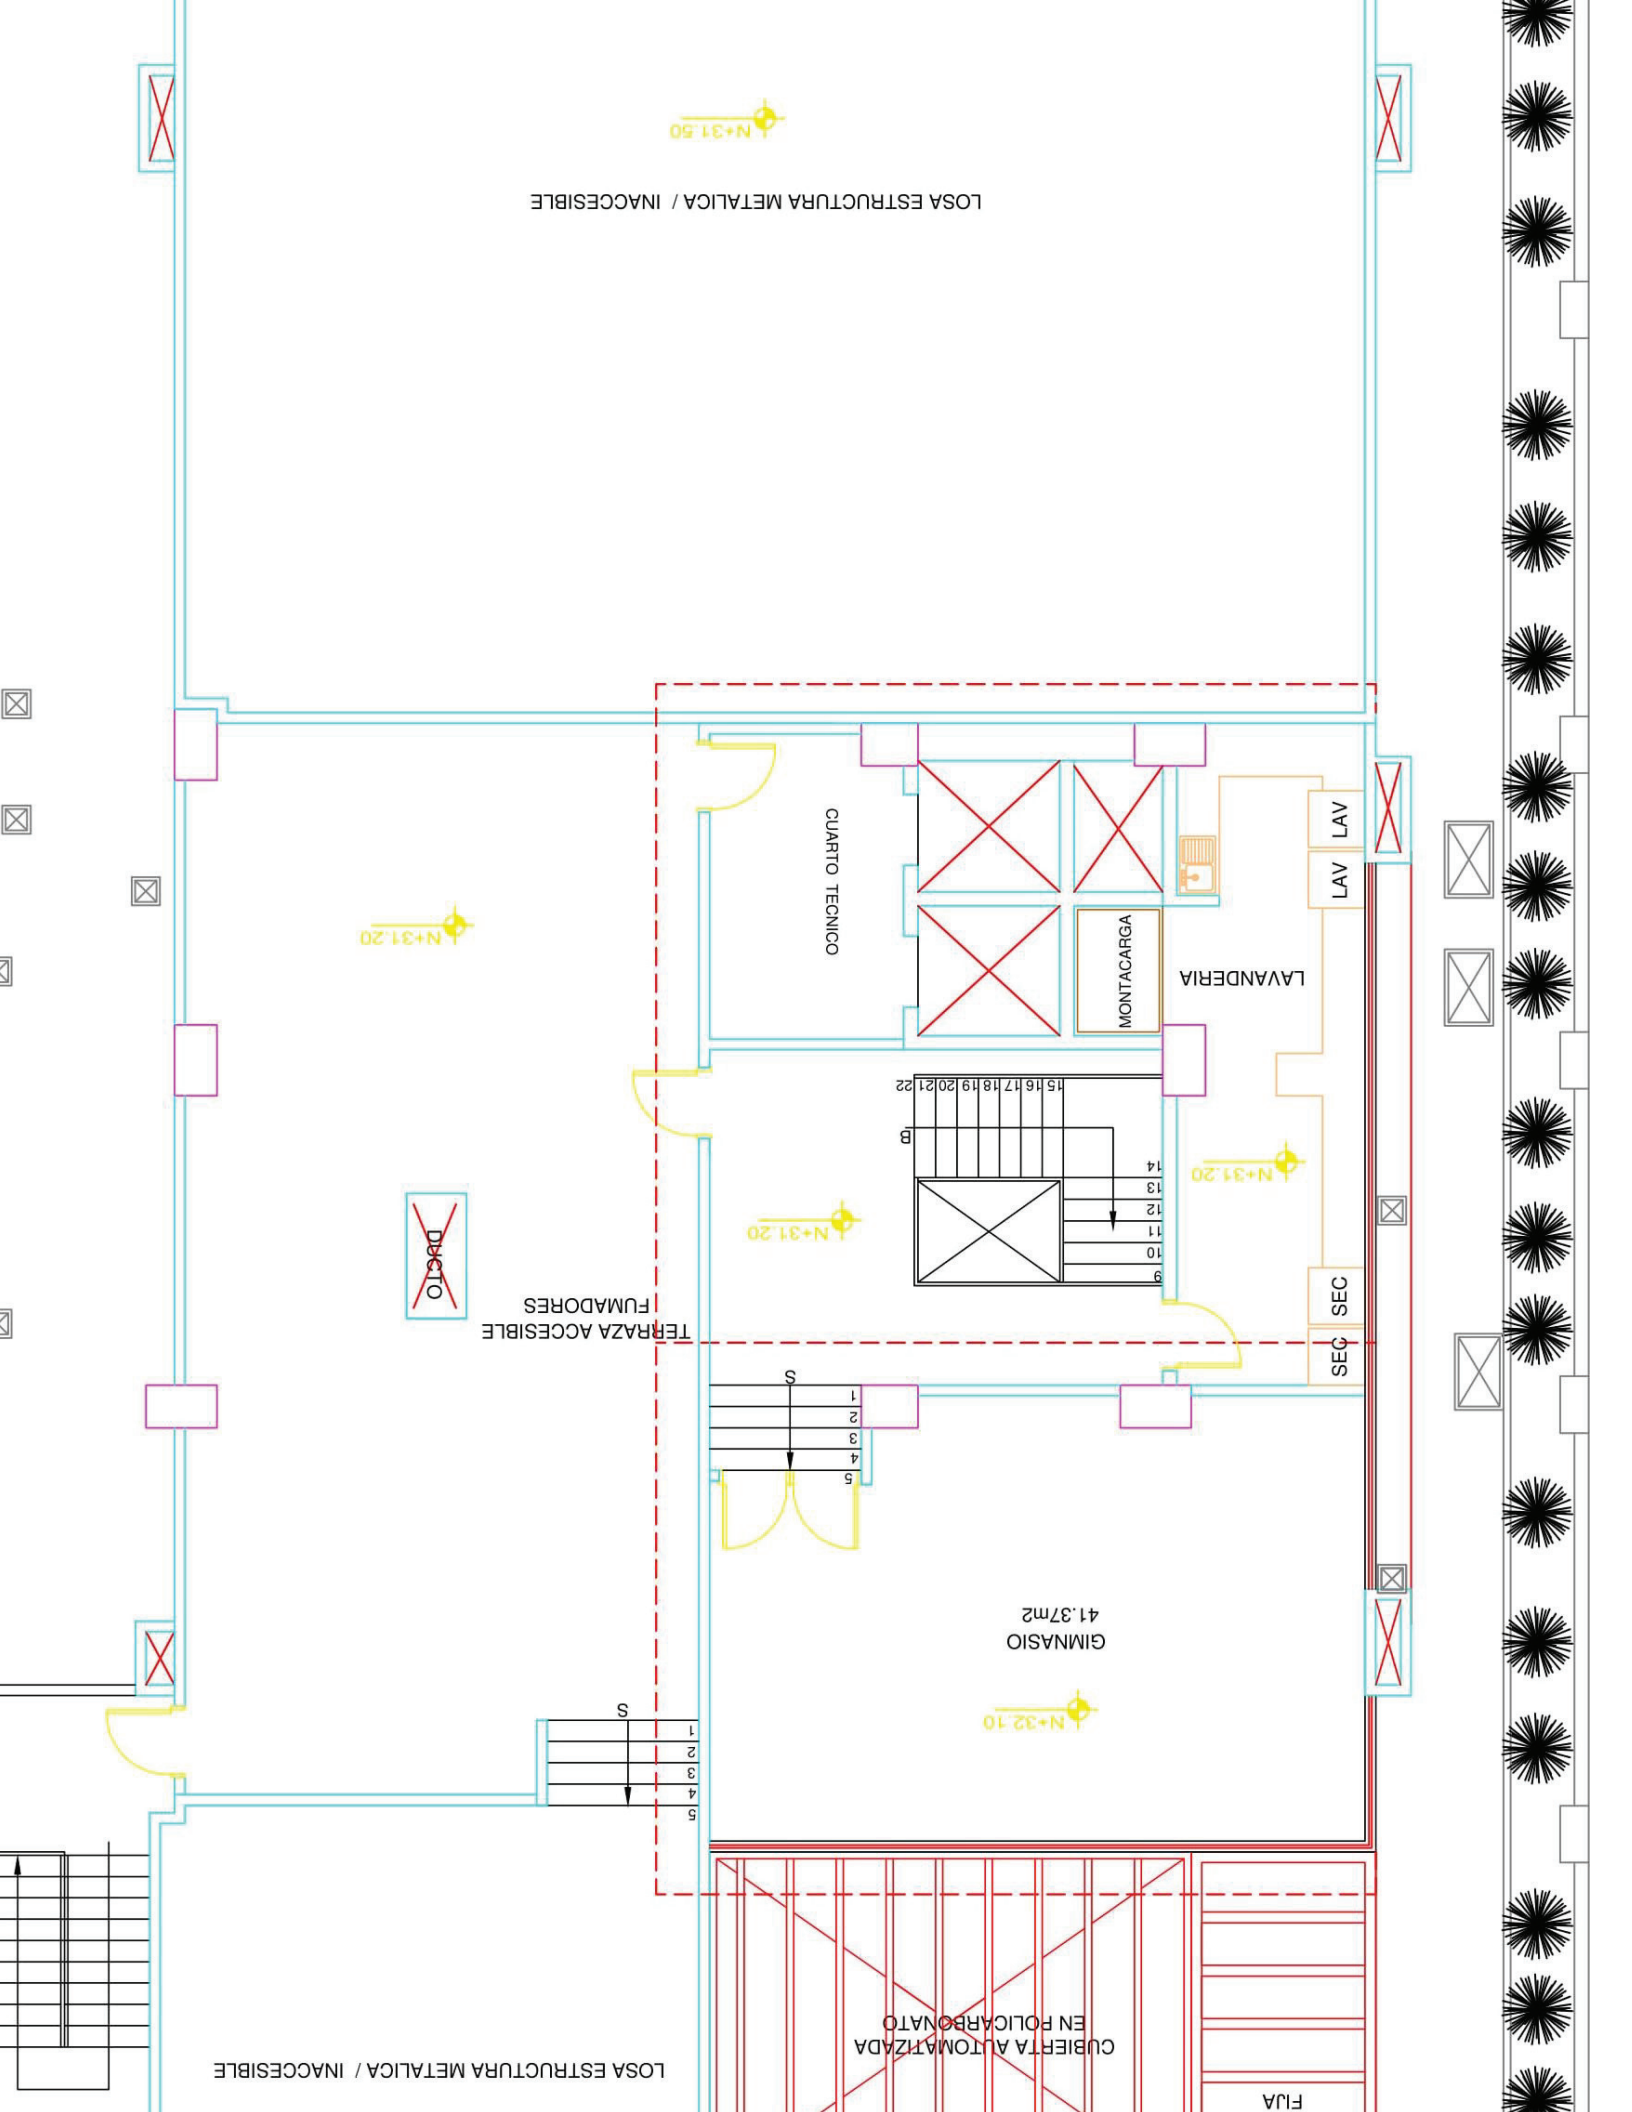 N+31.50
LOSA ESTRUCTURA METALICA / INACCESIBLE
CUARTO TECNICO
LAV
LAV
N+31.20
MONTACARGA
LAVANDERIA
22 21 20 19 18 17 16 15
B
14
13
12
11
10
9
N+31.20
N+31.20
DUCTO
TERRAZA ACCESIBLE
FUMADORES
SEC
SEC
S
1
2
3
4
5
GIMNASIO
41.37m2
N+32.10
S
1
2
3
4
5
CUBIERTA AUTOMATIZADA
EN POLICARBONATO
LOSA ESTRUCTURA METALICA / INACCESIBLE
FIJA